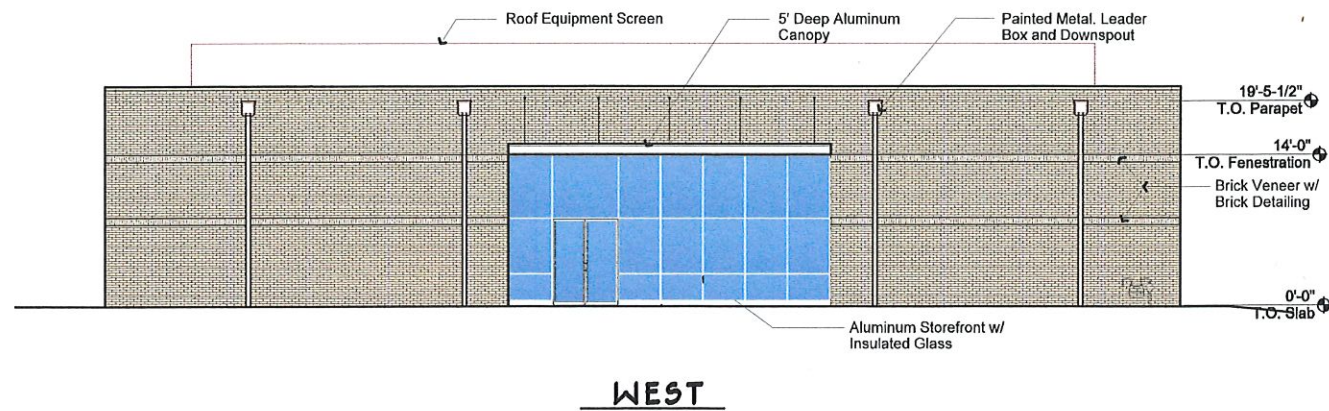 Roof Equipment Screen
5' Deep Aluminum
Canopy
Painted Metal. Leader
Box and Downspout
19'-5-1/2"
T.O. Parapet
14'-0"
T.O. Fenestration
Brick Veneer w/
Brick Detailing
0'-0"
T.O. Slab
Aluminum Storefront w/
Insulated Glass
WEST